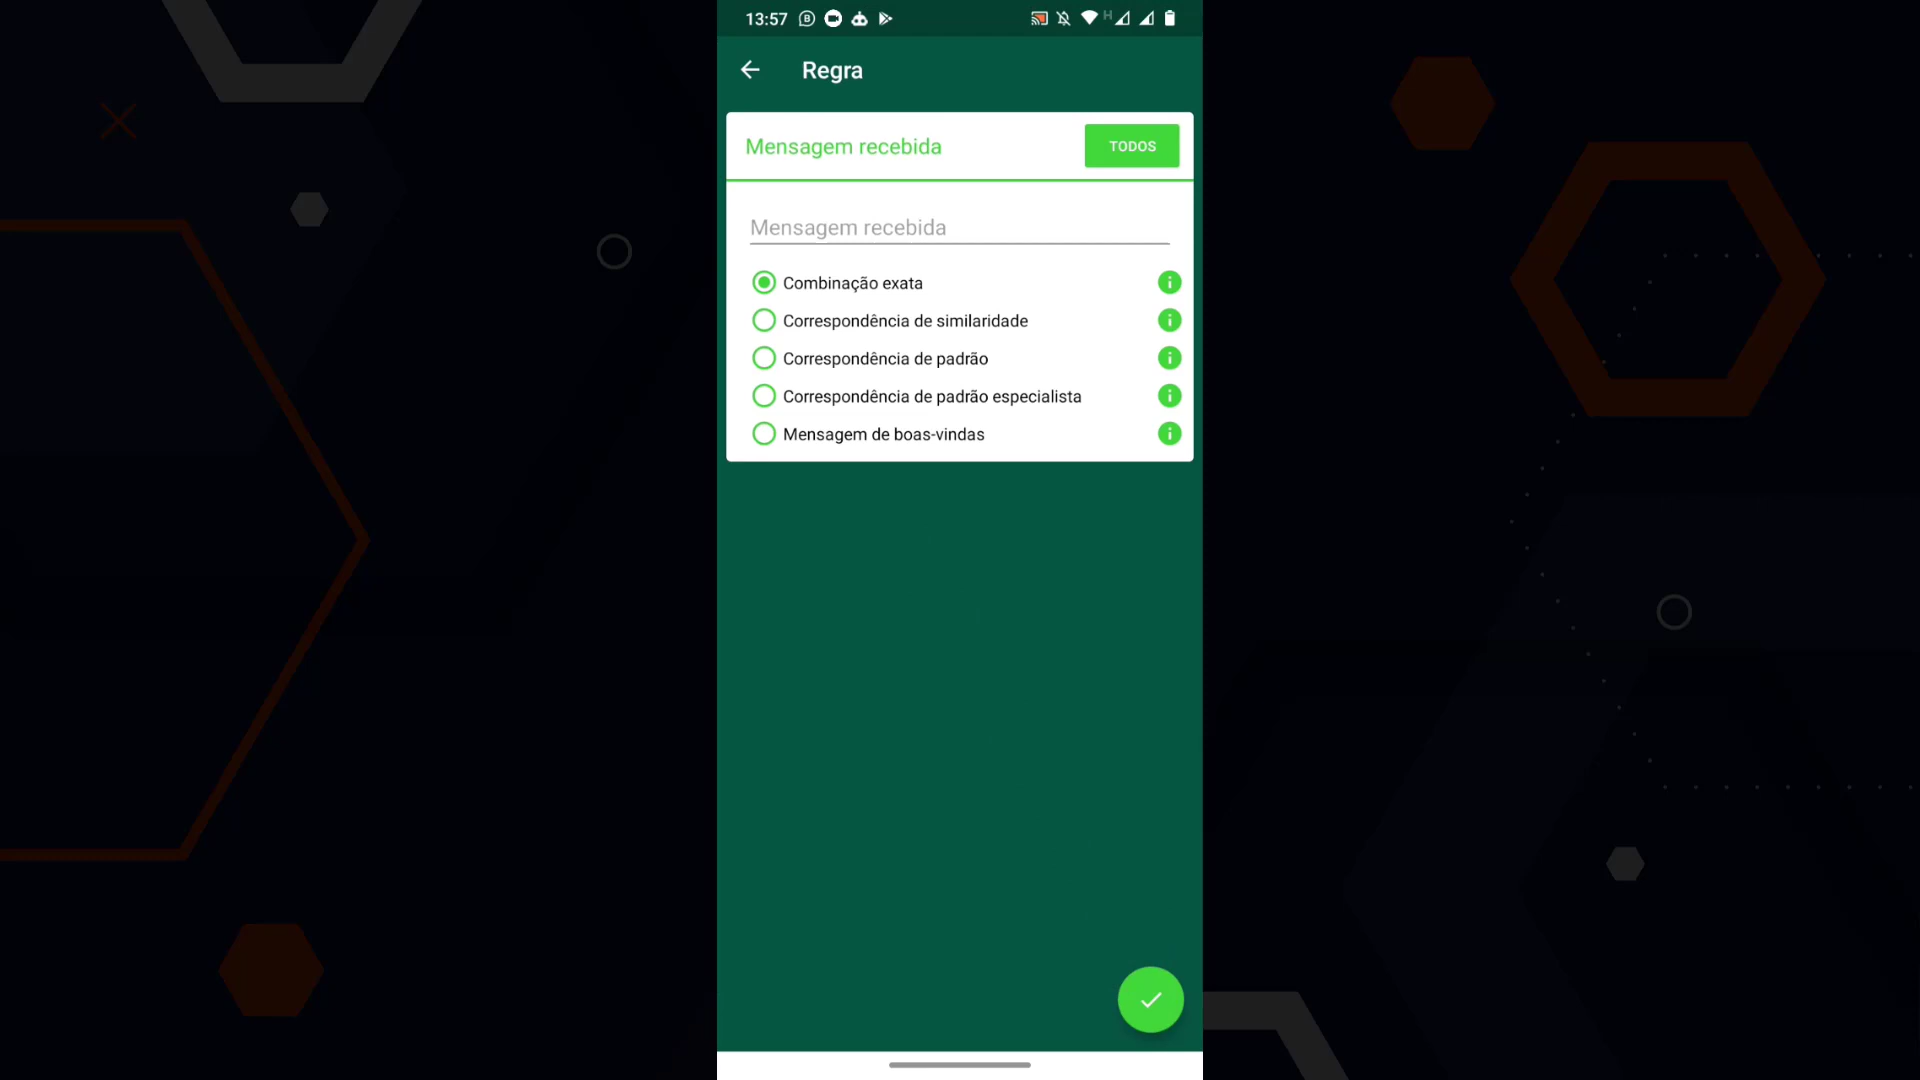 13:57
H
Regra
Mensagem recebida
TODOS
Mensagem recebida
Combinação exata
Correspondência de similaridade
Correspondência de padrão
Correspondência de padrão especialista
Mensagem de boas-vindas